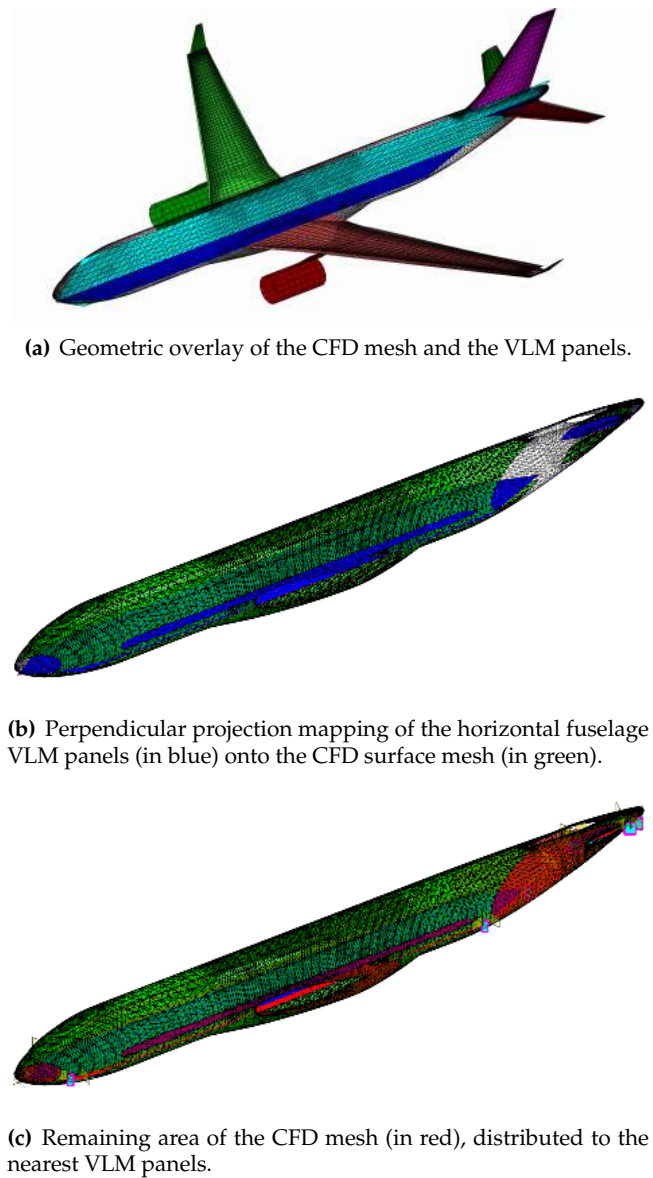 (a) Geometric overlay of the CFD mesh and the VLM panels.
(b) Perpendicular projection mapping of the horizontal fuselage
VLM panels (in blue) onto the CFD surface mesh (in green).
(c) Remaining area of the CFD mesh (in red), distributed to the
nearest VLM panels.